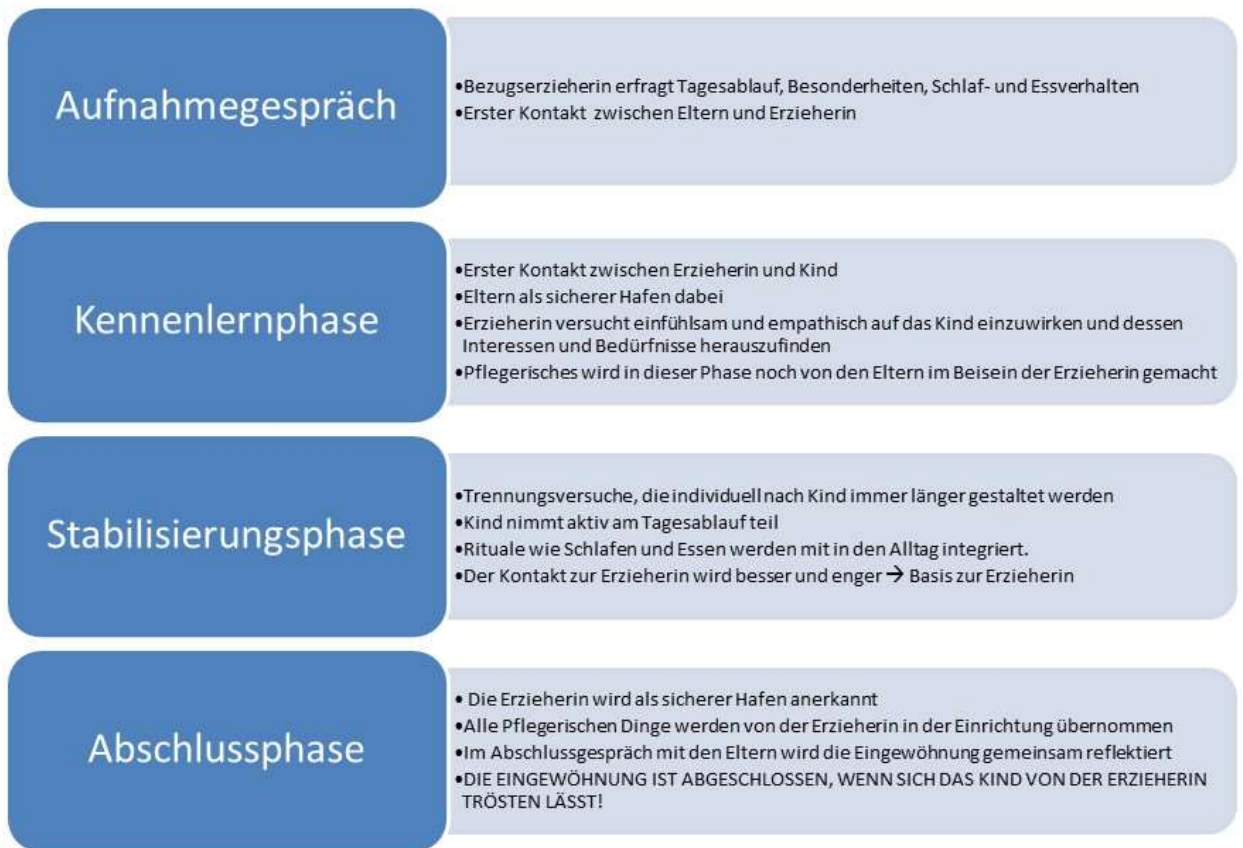 Aufnahmegespräch
•Bezugserzieherin erfragt Tagesablauf, Besonderheiten, Schlaf- und Essverhalten
•Erster Kontakt zwischen Eltern und Erzieherin
Kennenlernphase
•Erster Kontakt zwischen Erzieherin und Kind
•Eltern als sicherer Hafen dabei
•Erzieherin versucht einfühlsam und empathisch auf das Kind einzuwirken und dessen
Interessen und Bedürfnisse herauszufinden
•Pflegerisches wird in dieser Phase noch von den Eltern im Beisein der Erzieherin gemacht
Stabilisierungsphase
•Trennungsversuche, die individuell nach Kind immer länger gestaltet werden
•Kind nimmt aktiv am Tagesablauf teil
•Rituale wie Schlafen und Essen werden mit in den Alltag integriert.
•Der Kontakt zur Erzieherin wird besser und enger → Basis zur Erzieherin
Abschlussphase
• Die Erzieherin wird als sicherer Hafen anerkannt
•Alle Pflegerischen Dinge werden von der Erzieherin in der Einrichtung übernommen
•Im Abschlussgespräch mit den Eltern wird die Eingewöhnung gemeinsam reflektiert
•DIE EINGEWÖHNUNG IST ABGESCHLOSSEN, WENN SICH DAS KIND VON DER ERZIEHERIN
TRÖSTEN LÄSST!